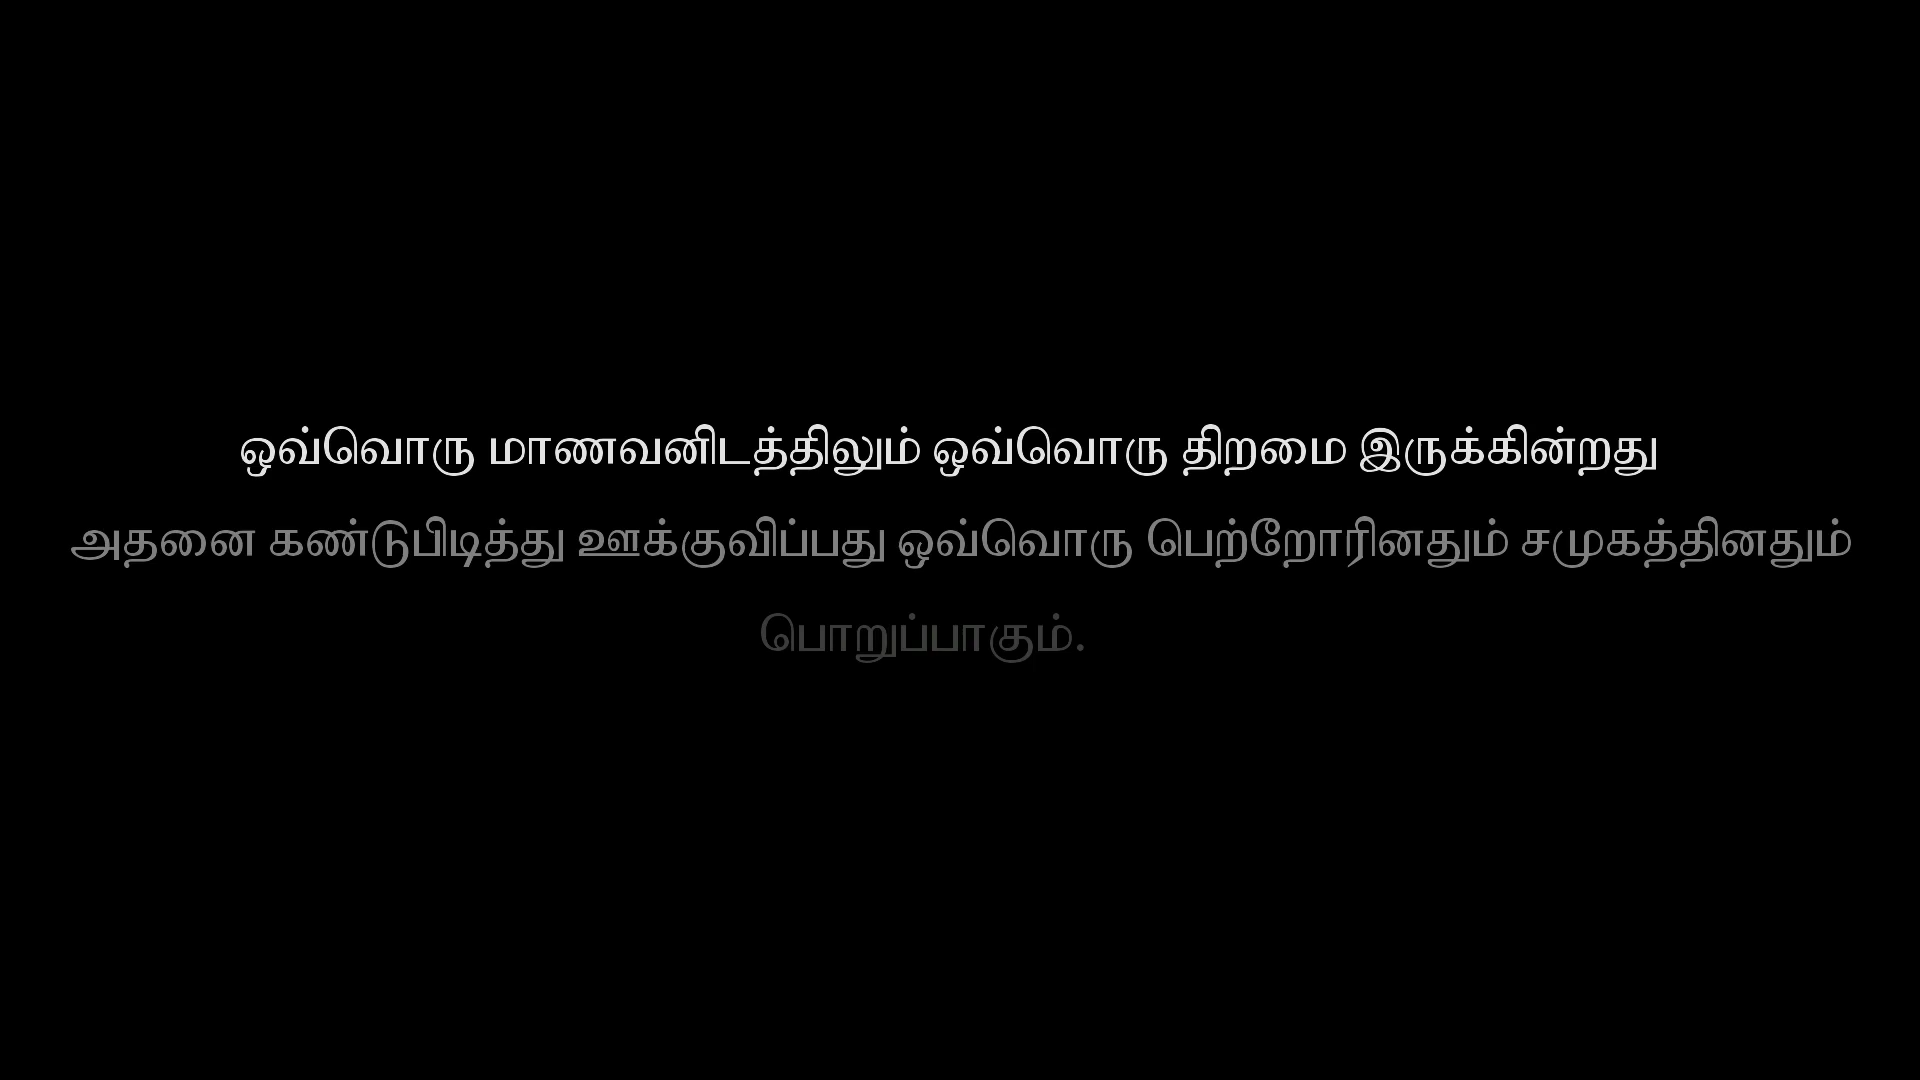 ஒவ்வொரு மாணவனிடத்திலும் ஒவ்வொரு திறமை இருக்கின்றது
அதனை கண்டுபிடித்து ஊக்குவிப்பது ஒவ்வொரு பெற்றோரினதும் சமுகத்தினதும்
பொறுப்பாகும்.